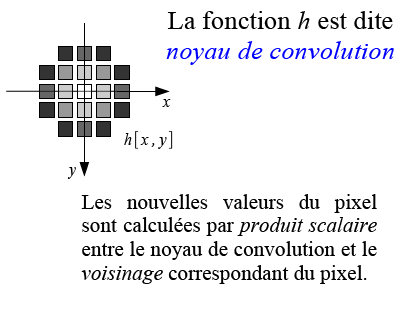 La fonction h est dite
noyau de convolution
x
h[x,y]
y
Les nouvelles valeurs du pixel
sont calculées par produit scalaire
entre le noyau de convolution et le
voisinage correspondant du pixel.